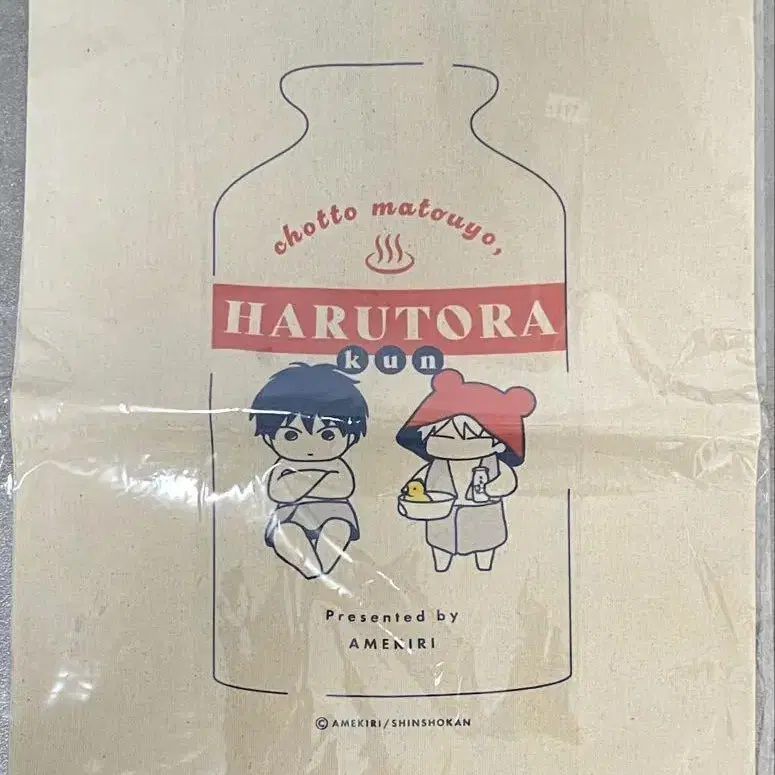 chotto matouyo,
HARUTORA
kun
Presented by
AMEKIRI
© AMEKIRI/SHINSHOKAN